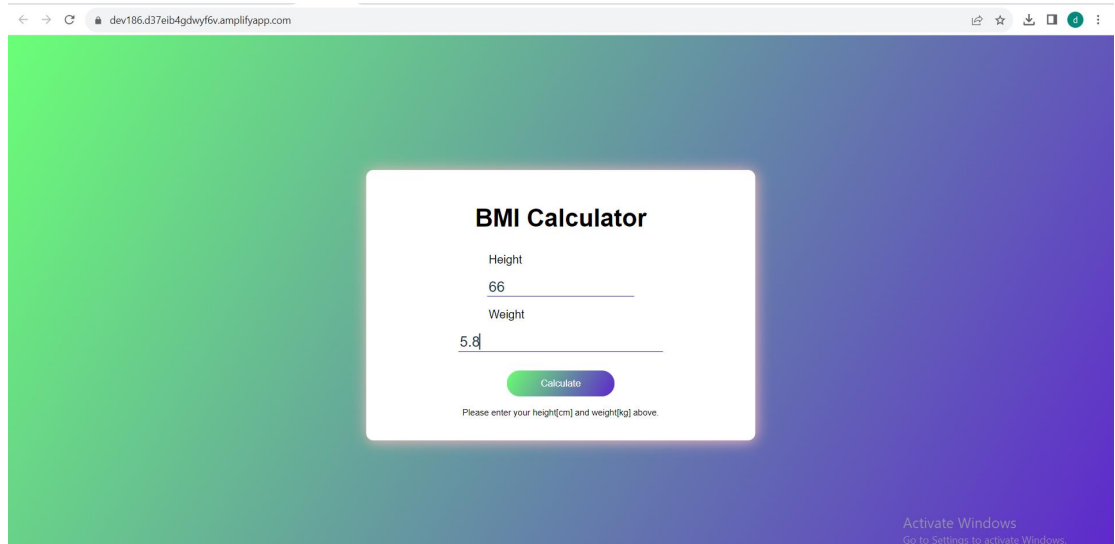 dev186.d37eib4gdwyf6v.amplifyapp.com
d
BMI Calculator
Height
66
Weight
5.8
Calculate
Please enter your height[cm] and weight[kg] above.
Activate Windows
Go to Settings to activate Windows.